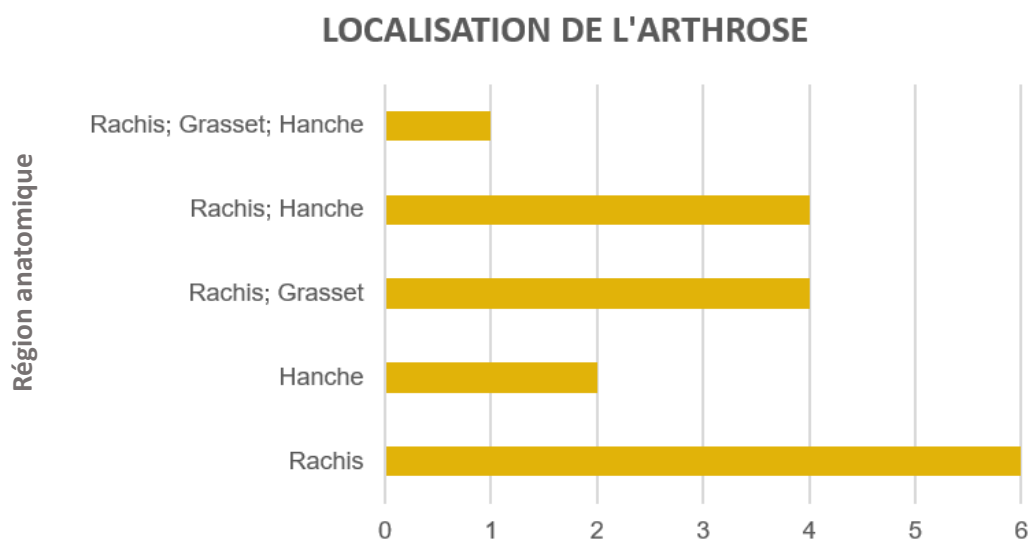 LOCALISATION DE L'ARTHROSE
Région anatomique
Rachis; Grasset; Hanche
Rachis; Hanche
Rachis; Grasset
Hanche
Rachis
0 1 2 3 4 5 6